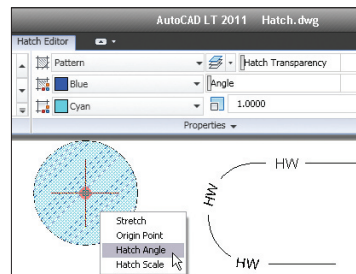 AutoCAD LT 2011 Hatch.dwg
Hatch Editor
Pattern Hatch Transparency
Blue Angle
Cyan 1.0000
Properties
HW
HW
HW
Stretch
Origin Point
Hatch Angle
Hatch Scale